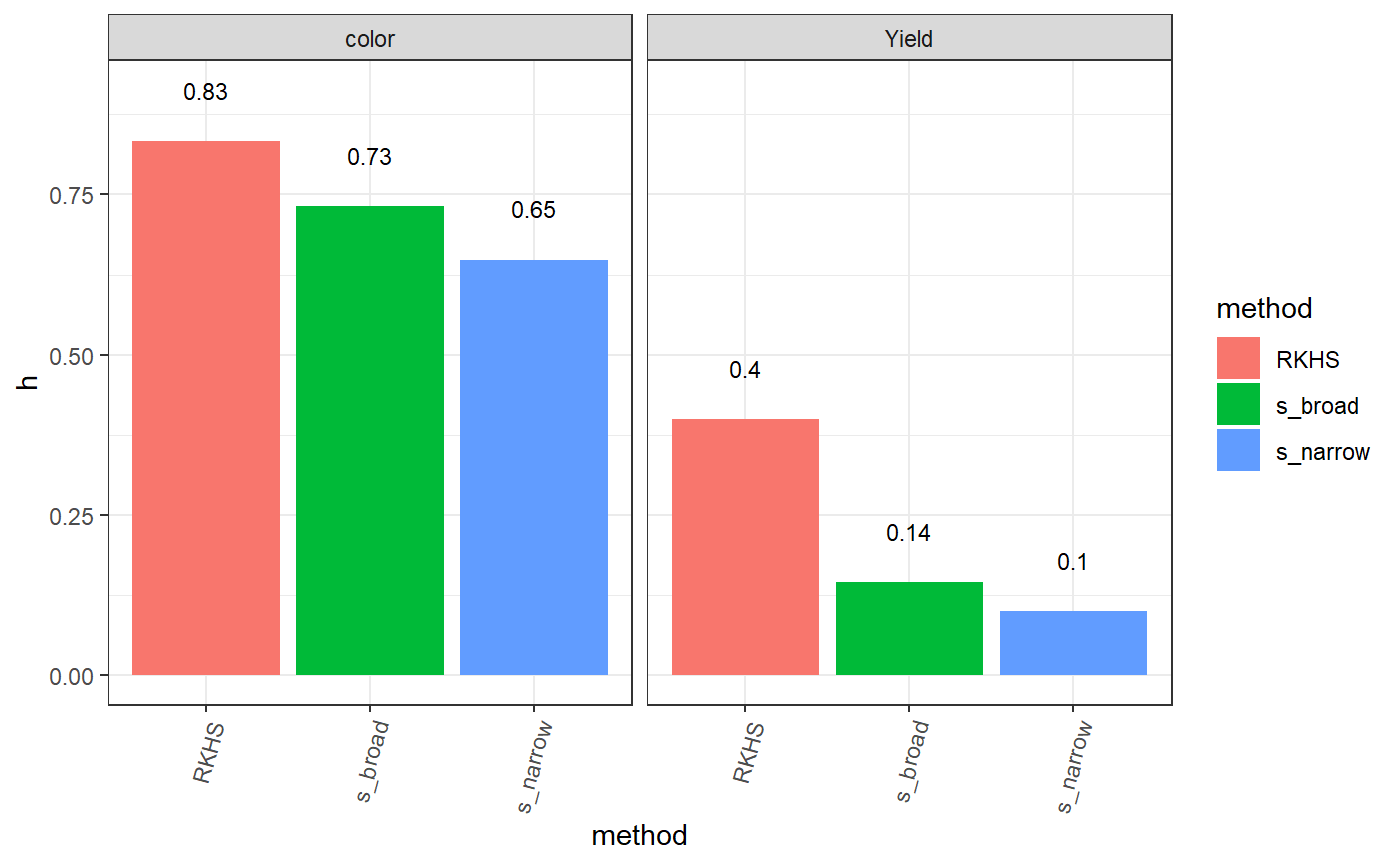 color
Yield
0.83
0.73
0.65
0.4
0.14
0.1
0.75
0.50
0.25
0.00
h
RKHS
s_broad
s_narrow
RKHS
s_broad
s_narrow
method
method
RKHS
s_broad
s_narrow